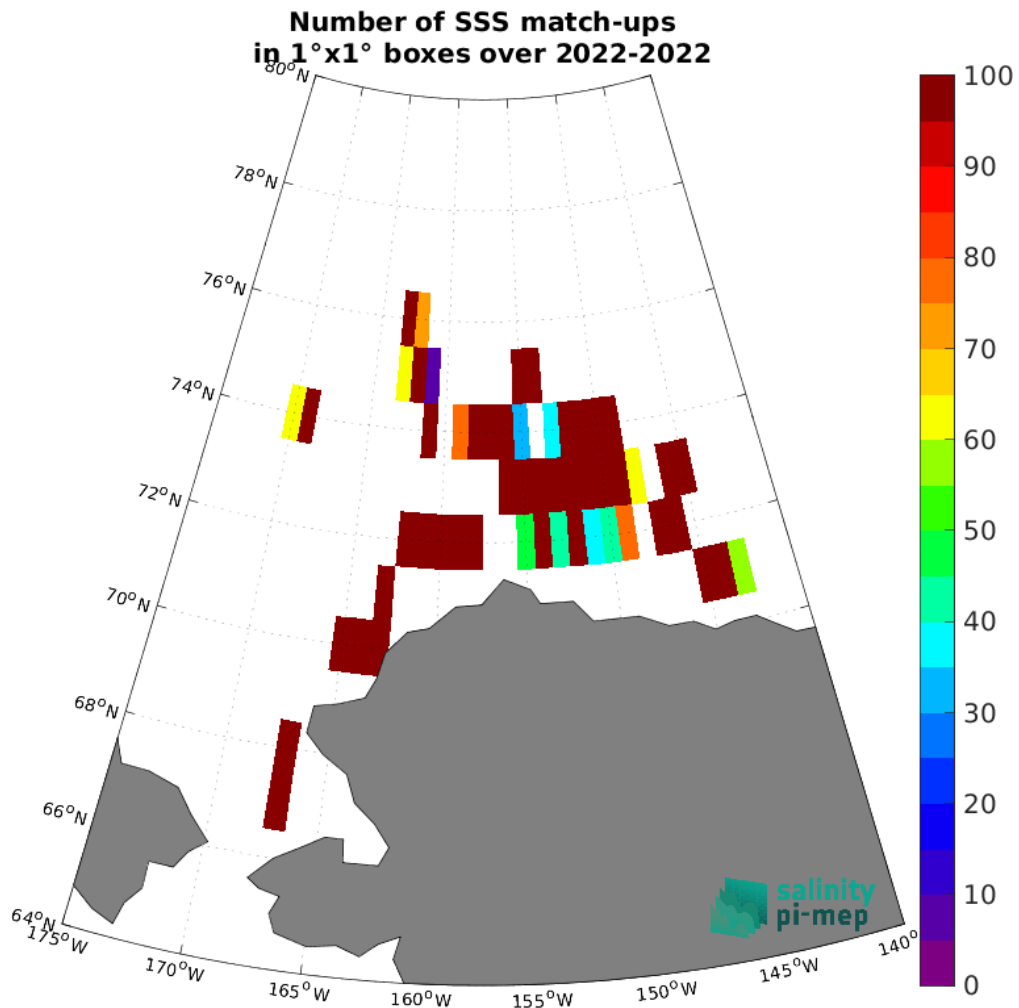 Number of SSS match-ups
in 1°x1° boxes over 2022-2022
80°N
78°N
76°N
74°N
72°N
70°N
68°N
66°N
64°N
175°W
170°W
165°W
160°W
155°W
150°W
145°W
140°
100
90
80
70
60
50
40
30
20
10
0
salinity
pi-mep